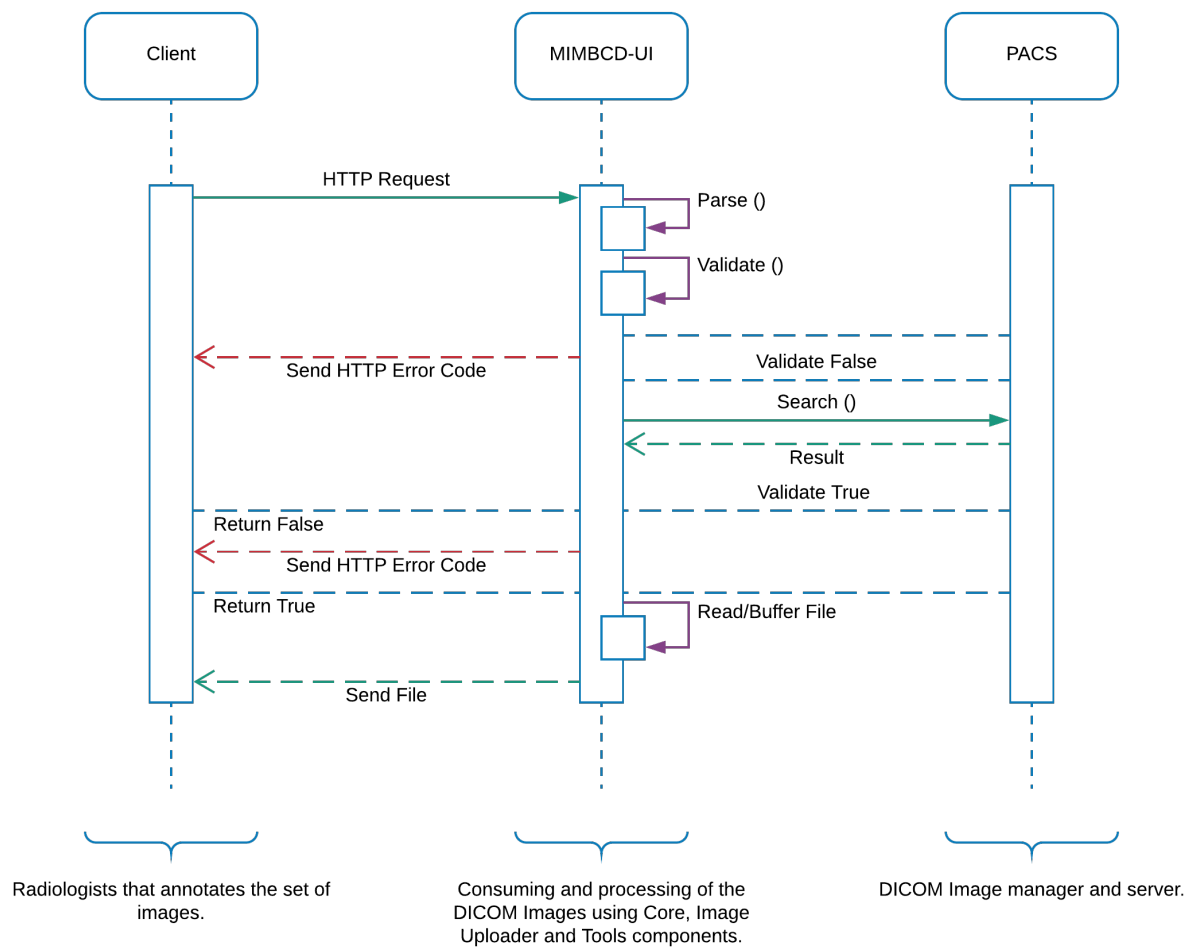 Client
MIMBCD-UI
PACS
HTTP Request
Parse ()
Validate ()
Validate False
Send HTTP Error Code
Search ()
Result
Validate True
Return False
Send HTTP Error Code
Return True
Read/Buffer File
Send File
Radiologists that annotates the set of
images.
Consuming and processing of the
DICOM Images using Core, Image
Uploader and Tools components.
DICOM Image manager and server.